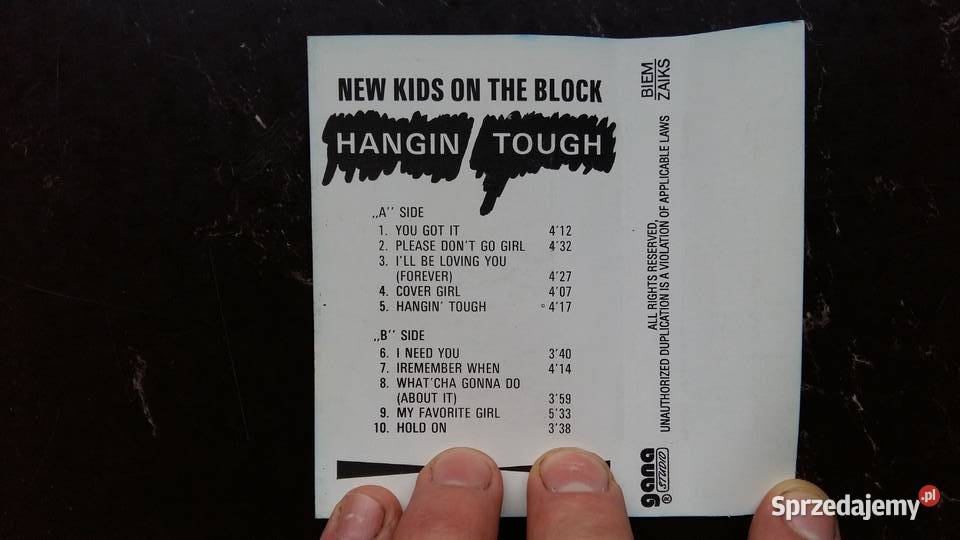 NEW KIDS ON THE BLOCK
HANGIN TOUGH
„A'' SIDE
1. YOU GOT IT 4'12
2. PLEASE DON'T GO GIRL 4'32
3. I'LL BE LOVING YOU
(FOREVER) 4'27
4. COVER GIRL 4'07
5. HANGIN' TOUGH 4'17
„B'' SIDE
6. I NEED YOU 3'40
7. IREMEMBER WHEN 4'14
8. WHAT'CHA GONNA DO
(ABOUT IT) 3'59
9. MY FAVORITE GIRL 5'33
10. HOLD ON 3'38
BIEM
ZAIKS
ALL RIGHTS RESERVED,
UNAUTHORIZED DUPLICATION IS A VIOLATION OF APPLICABLE LAWS
gana
® STUDIO
Sprzedajemy.pl